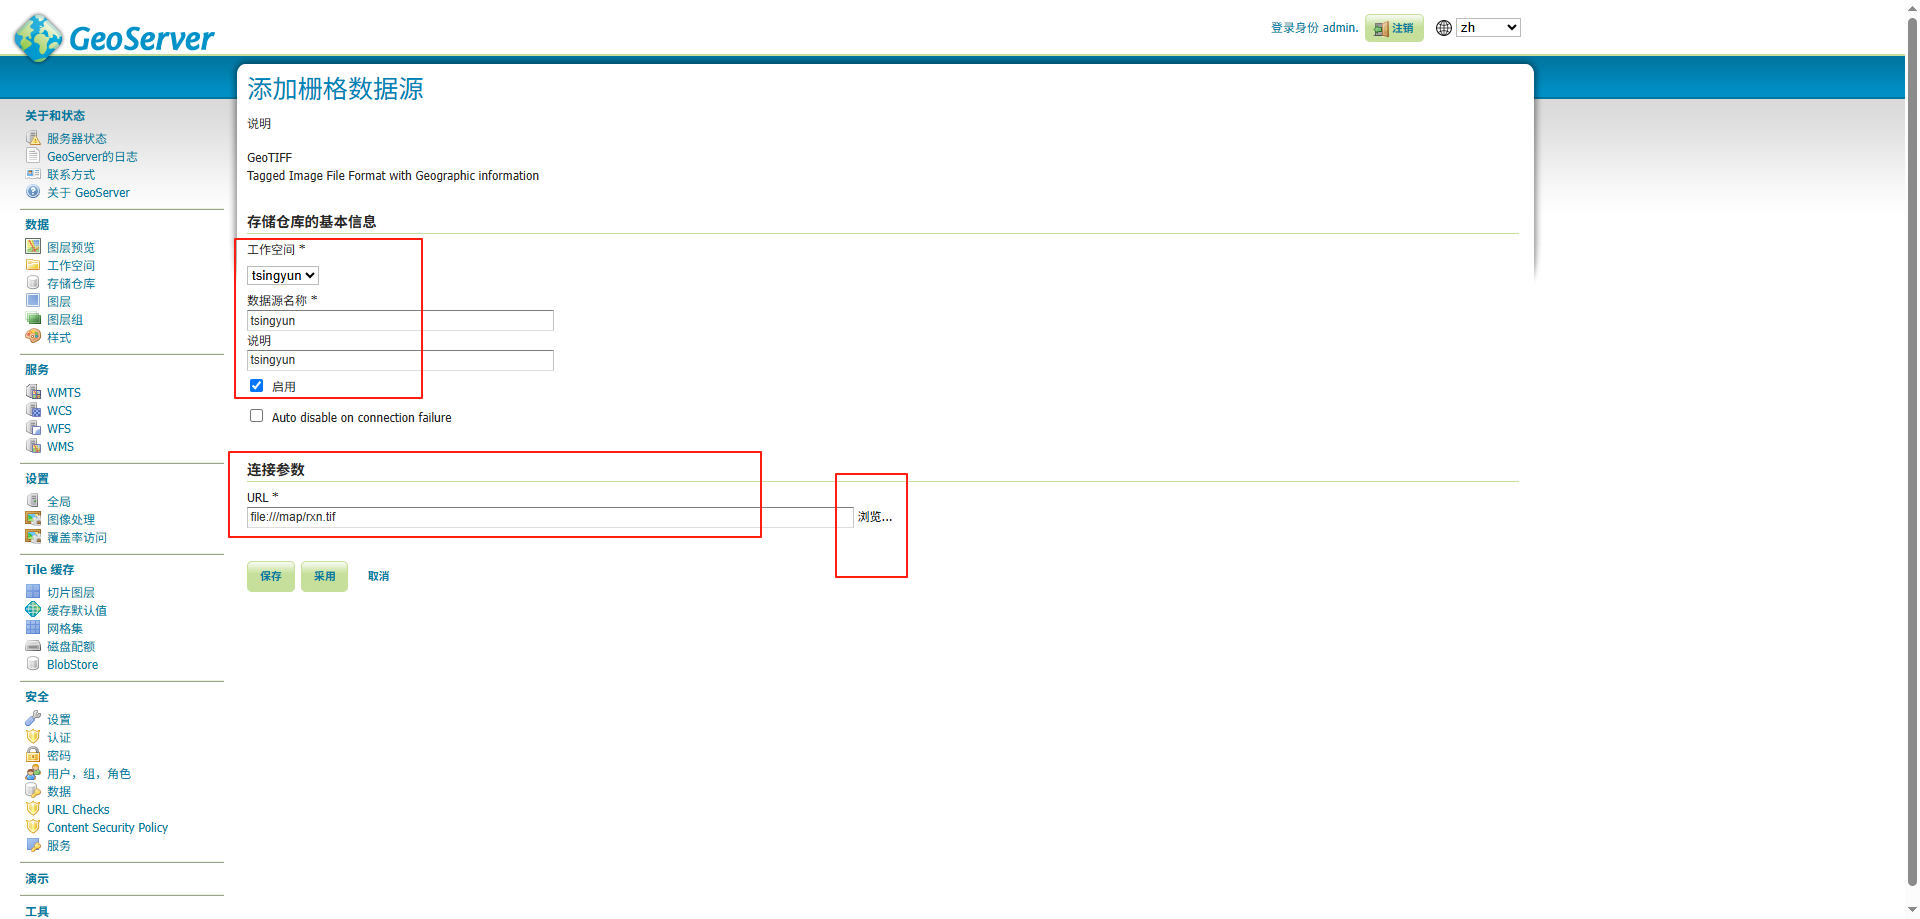 GeoServer
登录身份 admin.
注销
zh
添加栅格数据源
说明
GeoTIFF
Tagged Image File Format with Geographic information
存储仓库的基本信息
工作空间 *
tsingyun
数据源名称 *
tsingyun
说明
tsingyun
启用
Auto disable on connection failure
连接参数
URL *
file:///map/rxn.tif
浏览...
保存
采用
取消
关于和状态
服务器状态
GeoServer的日志
联系方式
关于 GeoServer
数据
图层预览
工作空间
存储仓库
图层
图层组
样式
服务
WMTS
WCS
WFS
WMS
设置
全局
图像处理
覆盖率访问
Tile 缓存
切片图层
缓存默认值
网格集
磁盘配额
BlobStore
安全
设置
认证
密码
用户，组，角色
数据
URL Checks
Content Security Policy
服务
演示
工具